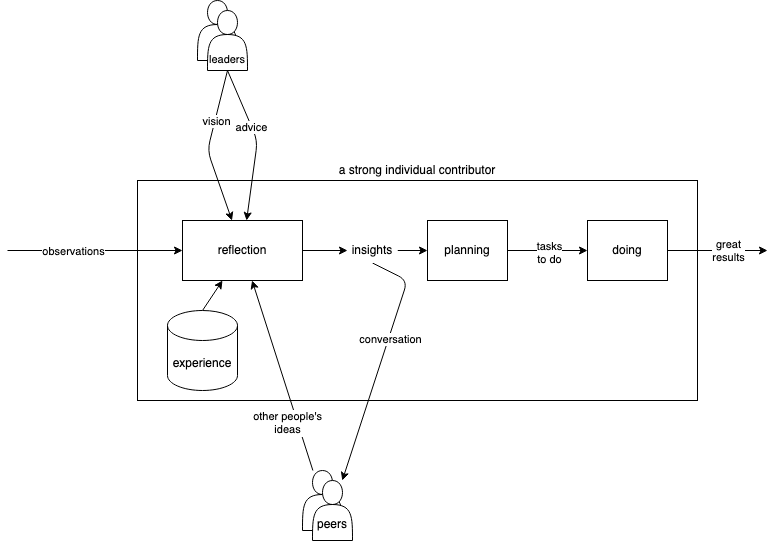 leaders
vision
advice
a strong individual contributor
observations
reflection
insights
planning
tasks
to do
doing
great
results
experience
conversation
other people's
ideas
peers